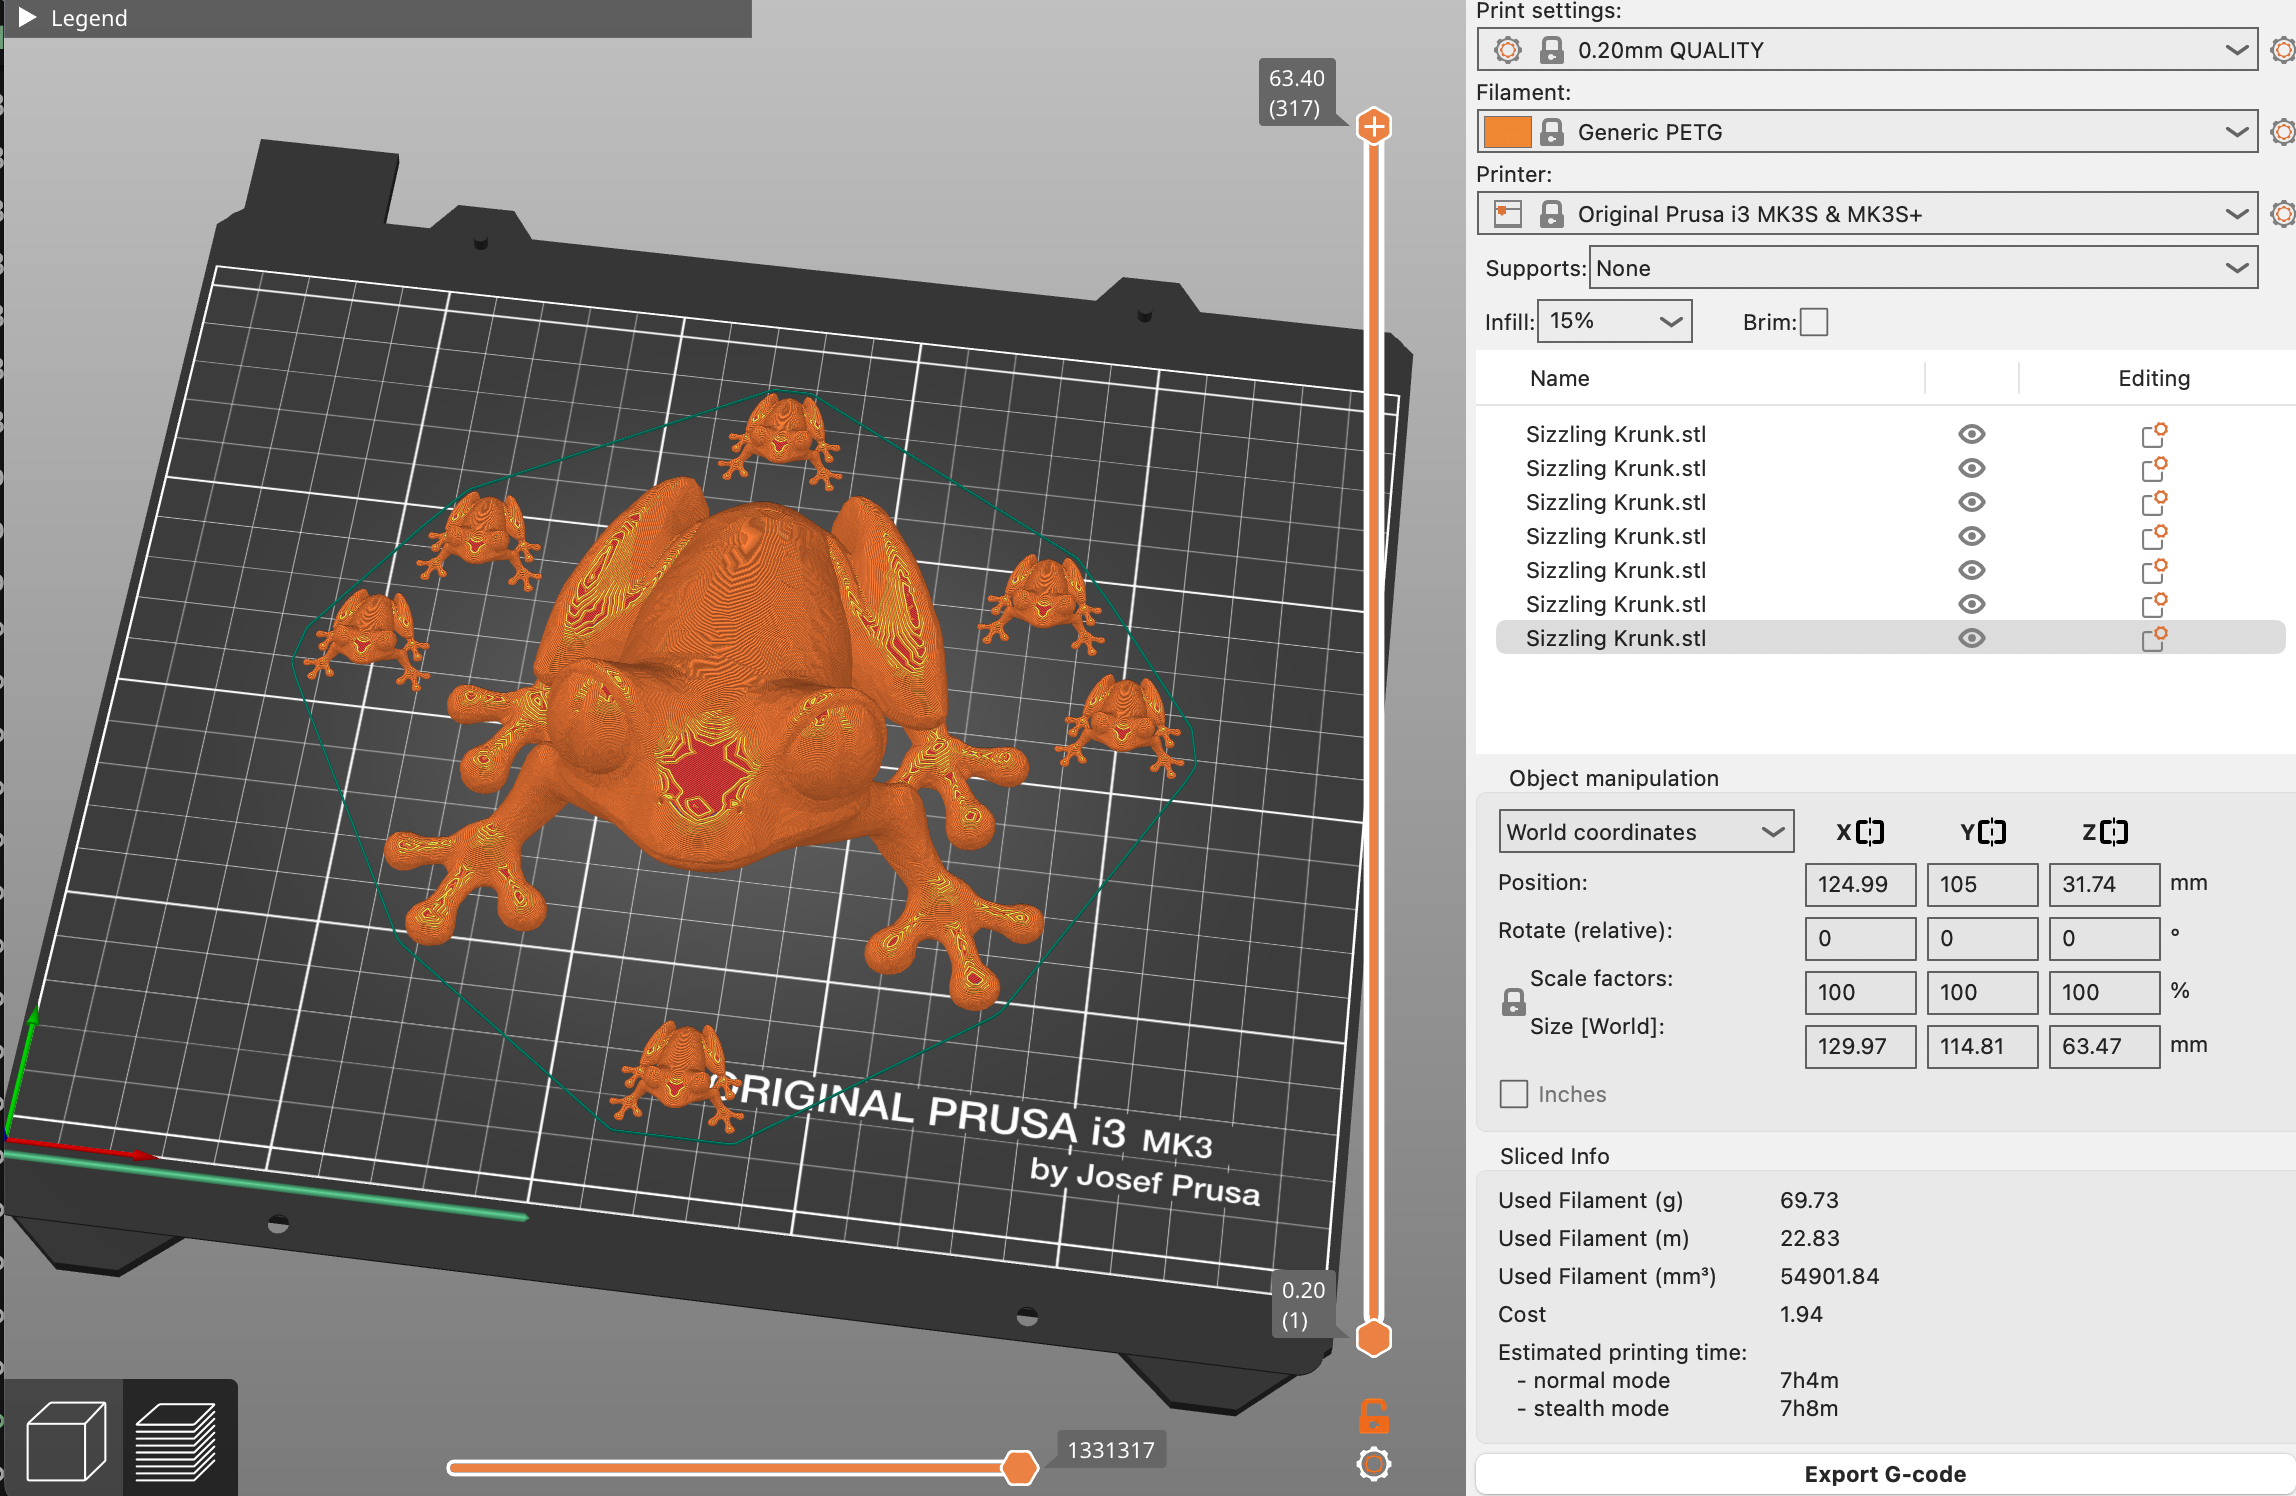 Legend
63.40
(317)
ORIGINAL PRUSA i3 MK3
by Josef Prusa
0.20
(1)
1331317
Print settings:
0.20mm QUALITY
Filament:
Generic PETG
Printer:
Original Prusa i3 MK3S & MK3S+
Supports: None
Infill: 15% Brim:
Name Editing
Sizzling Krunk.stl
Sizzling Krunk.stl
Sizzling Krunk.stl
Sizzling Krunk.stl
Sizzling Krunk.stl
Sizzling Krunk.stl
Sizzling Krunk.stl
Object manipulation
World coordinates X Y Z
Position: 124.99 105 31.74 mm
Rotate (relative): 0 0 0 °
Scale factors: 100 100 100 %
Size [World]: 129.97 114.81 63.47 mm
Inches
Sliced Info
Used Filament (g) 69.73
Used Filament (m) 22.83
Used Filament (mm³) 54901.84
Cost 1.94
Estimated printing time:
- normal mode 7h4m
- stealth mode 7h8m
Export G-code